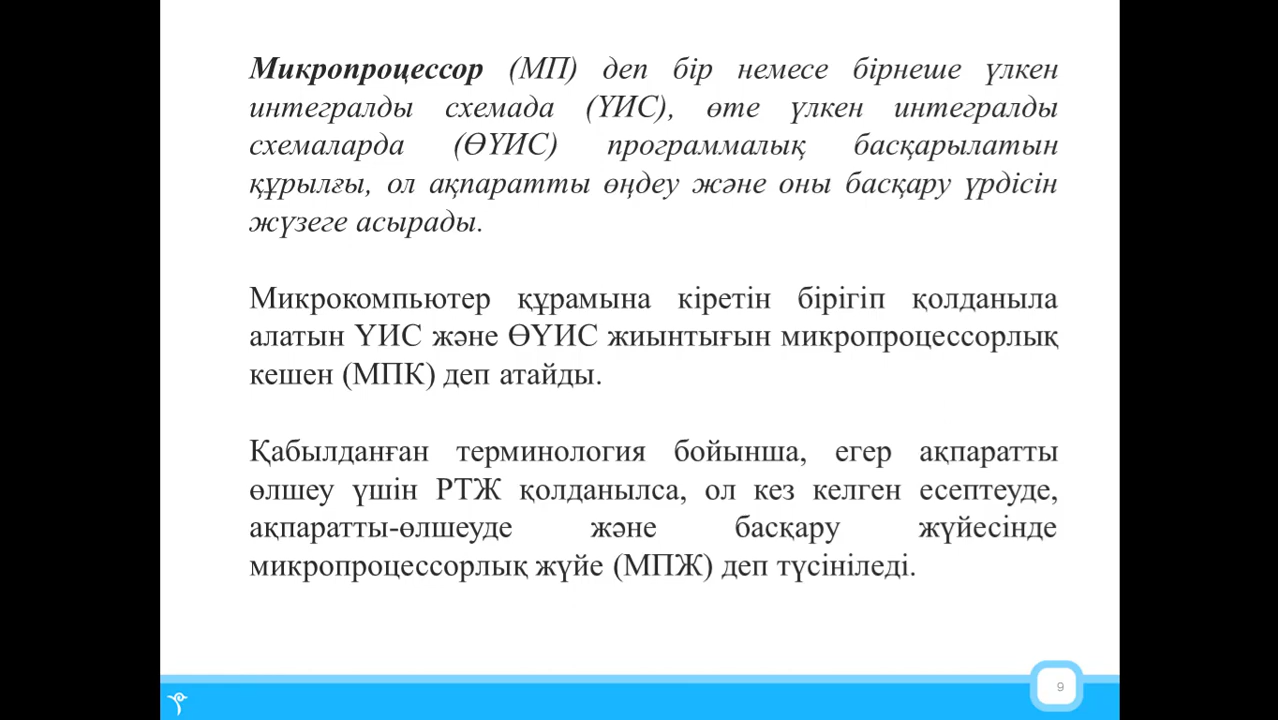 Микропроцессор (МП) деп бір немесе бірнеше үлкен
интегралды схемада (ҮИС), өте үлкен интегралды
схемаларда (ӨҮИС) программалық басқарылатын
құрылғы, ол ақпаратты өңдеу және оны басқару үрдісін
жүзеге асырады.
Микрокомпьютер құрамына кіретін бірігіп қолданыла
алатын ҮИС және ӨҮИС жиынтығын микропроцессорлық
кешен (МПК) деп атайды.
Қабылданған терминология бойынша, егер ақпаратты
өлшеу үшін РТЖ қолданылса, ол кез келген есептеуде,
ақпаратты-өлшеуде және басқару жүйесінде
микропроцессорлық жүйе (МПЖ) деп түсініледі.
9